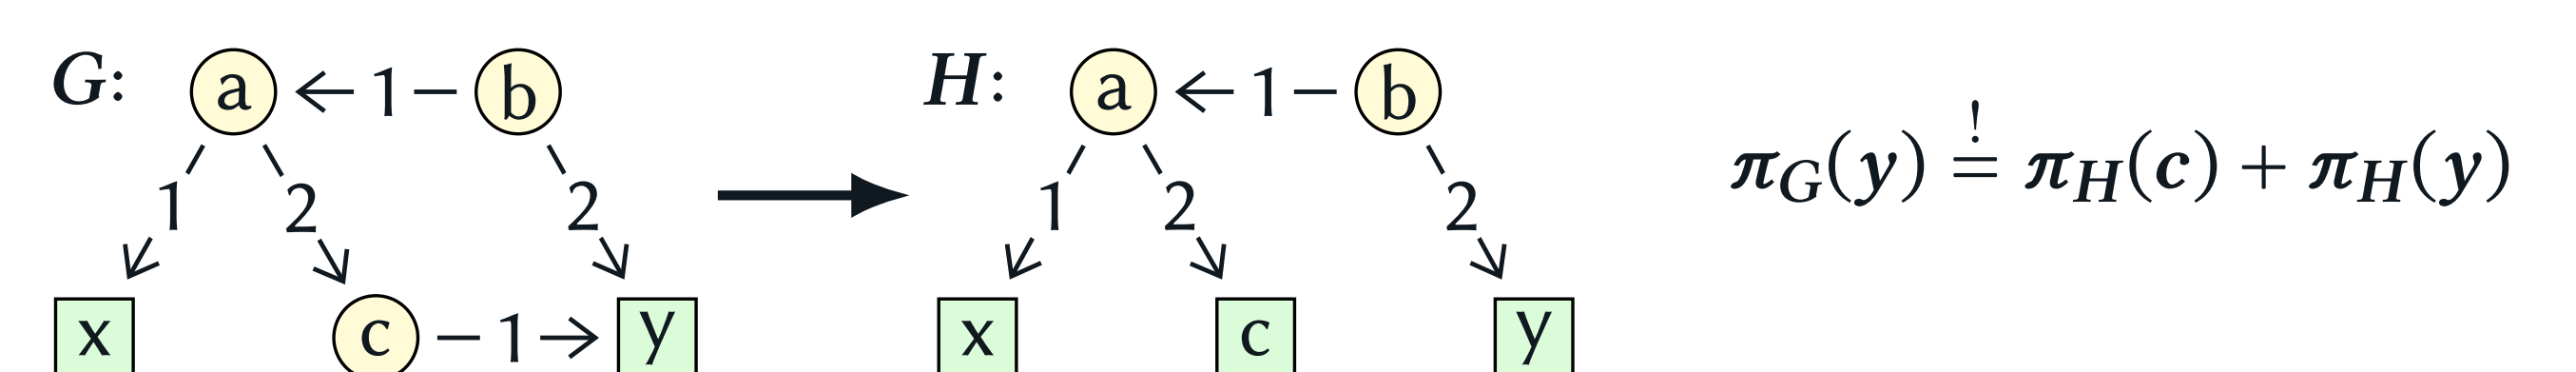 G: a ← 1 — b H: a ← 1 — b
1 2 2 1 2 2
x c — 1 → y x c y
π_G(y) =! π_H(c) + π_H(y)